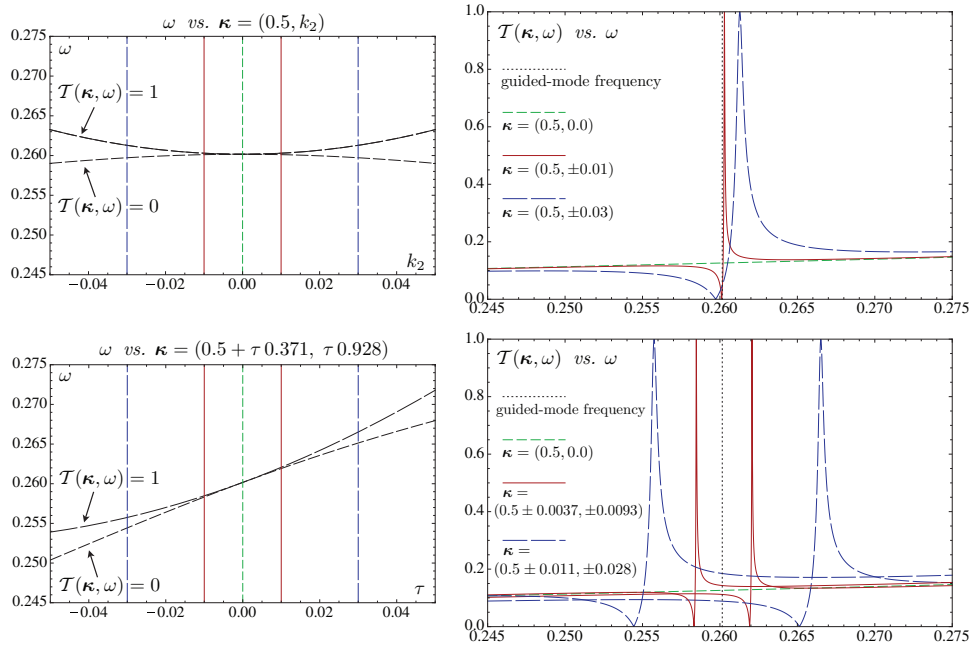 ω vs. κ = (0.5, k₂)
0.275
0.270
0.265
0.260
0.255
0.250
0.245
ω
𝒯(κ, ω) = 1
𝒯(κ, ω) = 0
k₂
−0.04
−0.02
0.00
0.02
0.04
1.0
0.8
0.6
0.4
0.2
0.0
𝒯(κ, ω) vs. ω
guided-mode frequency
κ = (0.5, 0.0)
κ = (0.5, ±0.01)
κ = (0.5, ±0.03)
0.245
0.250
0.255
0.260
0.265
0.270
0.275
ω vs. κ = (0.5 + τ 0.371, τ 0.928)
0.275
0.270
0.265
0.260
0.255
0.250
0.245
ω
𝒯(κ, ω) = 1
𝒯(κ, ω) = 0
τ
−0.04
−0.02
0.00
0.02
0.04
1.0
0.8
0.6
0.4
0.2
0.0
𝒯(κ, ω) vs. ω
guided-mode frequency
κ = (0.5, 0.0)
κ =
(0.5 ± 0.0037, ±0.0093)
κ =
(0.5 ± 0.011, ±0.028)
0.245
0.250
0.255
0.260
0.265
0.270
0.275